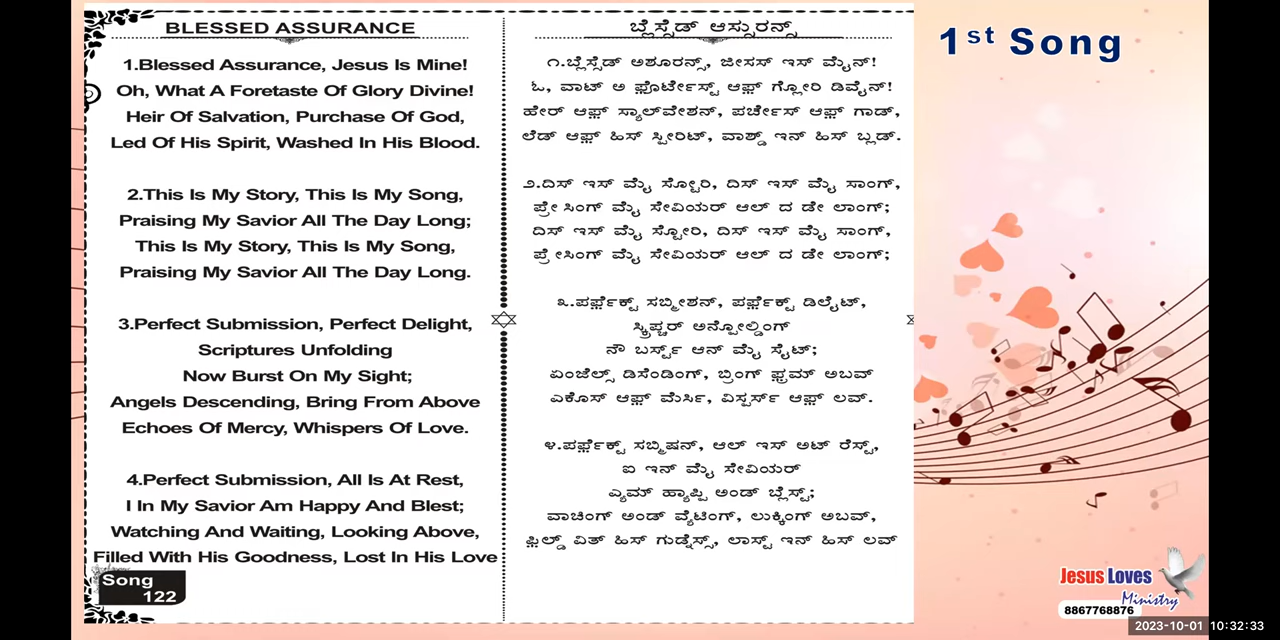 BLESSED ASSURANCE
1.Blessed Assurance, Jesus Is Mine!
Oh, What A Foretaste Of Glory Divine!
Heir Of Salvation, Purchase Of God,
Led Of His Spirit, Washed In His Blood.
2.This Is My Story, This Is My Song,
Praising My Savior All The Day Long;
This Is My Story, This Is My Song,
Praising My Savior All The Day Long.
3.Perfect Submission, Perfect Delight,
Scriptures Unfolding
Now Burst On My Sight;
Angels Descending, Bring From Above
Echoes Of Mercy, Whispers Of Love.
4.Perfect Submission, All Is At Rest,
I In My Savior Am Happy And Blest;
Watching And Waiting, Looking Above,
Filled With His Goodness, Lost In His Love
Song
122
ಬ್ಲೆಸ್ಸೆಡ್ ಆಸ್ಸುರನ್ಸ್
೧.ಬ್ಲೆಸ್ಸೆಡ್ ಅಶೂರನ್ಸ್, ಜೀಸಸ್ ಇಸ್ ಮೈನ್!
ಓ, ವಾಟ್ ಅ ಫೊರ್ಟೇಸ್ಟ್ ಆಫ್ ಗ್ಲೋರಿ ಡಿವೈನ್!
ಹೇರ್ ಆಫ್ ಸ್ಯಾಲ್‌ವೇಶನ್, ಪರ್ಚೇಸ್ ಆಫ್ ಗಾಡ್,
ಲೆಡ್ ಆಫ್ ಹಿಸ್ ಸ್ಪೀರಿಟ್, ವಾಶ್ಡ್ ಇನ್ ಹಿಸ್ ಬ್ಲಡ್.
೨.ದಿಸ್ ಇಸ್ ಮೈ ಸ್ಟೋರಿ, ದಿಸ್ ಇಸ್ ಮೈ ಸಾಂಗ್,
ಪ್ರೇಸಿಂಗ್ ಮೈ ಸೇವಿಯರ್ ಆಲ್ ದ ಡೇ ಲಾಂಗ್;
ದಿಸ್ ಇಸ್ ಮೈ ಸ್ಟೋರಿ, ದಿಸ್ ಇಸ್ ಮೈ ಸಾಂಗ್,
ಪ್ರೇಸಿಂಗ್ ಮೈ ಸೇವಿಯರ್ ಆಲ್ ದ ಡೇ ಲಾಂಗ್;
೩.ಪರ್ಫೆಕ್ಟ್ ಸಬ್ಮೀಶನ್, ಪರ್ಫೆಕ್ಟ್ ಡಿಲೈಟ್,
ಸ್ಕ್ರಿಪ್ಚರ್ ಅನ್ಪೋಲ್ಡಿಂಗ್
ನೌ ಬರ್ಸ್ಟ್ ಆನ್ ಮೈ ಸೈಟ್;
ಏಂಜೆಲ್ಸ್ ಡಿಸೆಂಡಿಂಗ್, ಬ್ರಿಂಗ್ ಫ್ರಮ್ ಅಬವ್
ಎಕೊಸ್ ಆಫ್ ಮೆರ್ಸಿ, ವಿಸ್ಪರ್ಸ್ ಆಫ್ ಲವ್.
೪.ಪರ್ಫೆಕ್ಟ್ ಸಬ್ಮಿಷನ್, ಆಲ್ ಇಸ್ ಅಟ್ ರೆಸ್ಟ್,
ಐ ಇನ್ ಮೈ ಸೇವಿಯರ್
ಎ್ಯಮ್ ಹ್ಯಾಪ್ಪಿ ಅಂಡ್ ಬ್ಲೆಸ್ಟ್;
ವಾಚಿಂಗ್ ಅಂಡ್ ವೈಟಿಂಗ್, ಲುಕ್ಕಿಂಗ್ ಅಬವ್,
ಫಿಲ್ಡ್ ವಿತ್ ಹಿಸ್ ಗುಡ್ನೆಸ್ಸ್, ಲಾಸ್ಟ್ ಇನ್ ಹಿಸ್ ಲವ್
1st Song
Jesus Loves
Ministry
8867768876
2023-10-01 10:32:33